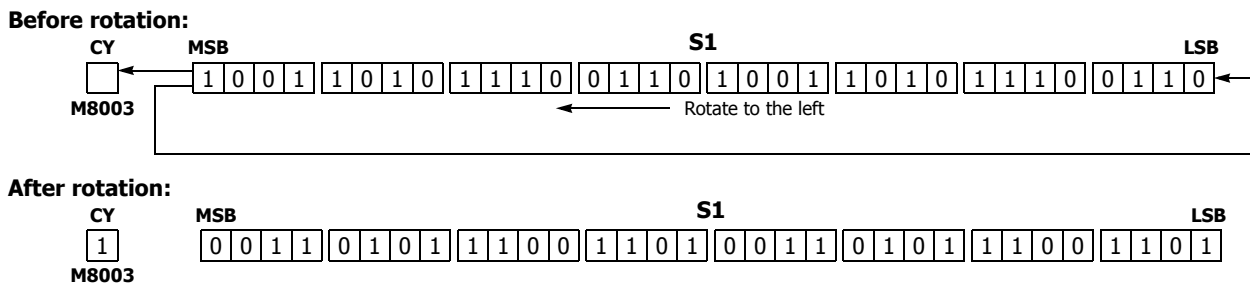 Before rotation:
CY MSB S1 LSB
1 0 0 1 1 0 1 0 1 1 1 0 0 1 1 0 1 0 0 1 1 0 1 0 1 1 1 0 0 1 1 0
M8003 Rotate to the left
After rotation:
CY MSB S1 LSB
1 0 0 1 1 0 1 0 1 1 1 0 0 1 1 0 1 0 0 1 1 0 1 0 1 1 1 0 0 1 1 0 1
M8003